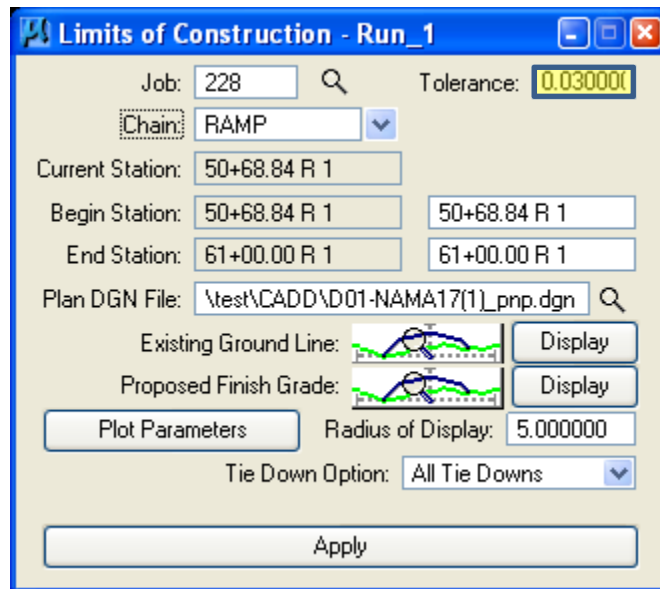 Limits of Construction - Run_1
Job: 228 Tolerance: 0.030000
Chain: RAMP
Current Station: 50+68.84 R 1
Begin Station: 50+68.84 R 1 50+68.84 R 1
End Station: 61+00.00 R 1 61+00.00 R 1
Plan DGN File: \test\CADD\D01-NAMA17(1)_pnp.dgn
Existing Ground Line: Display
Proposed Finish Grade: Display
Plot Parameters Radius of Display: 5.000000
Tie Down Option: All Tie Downs
Apply